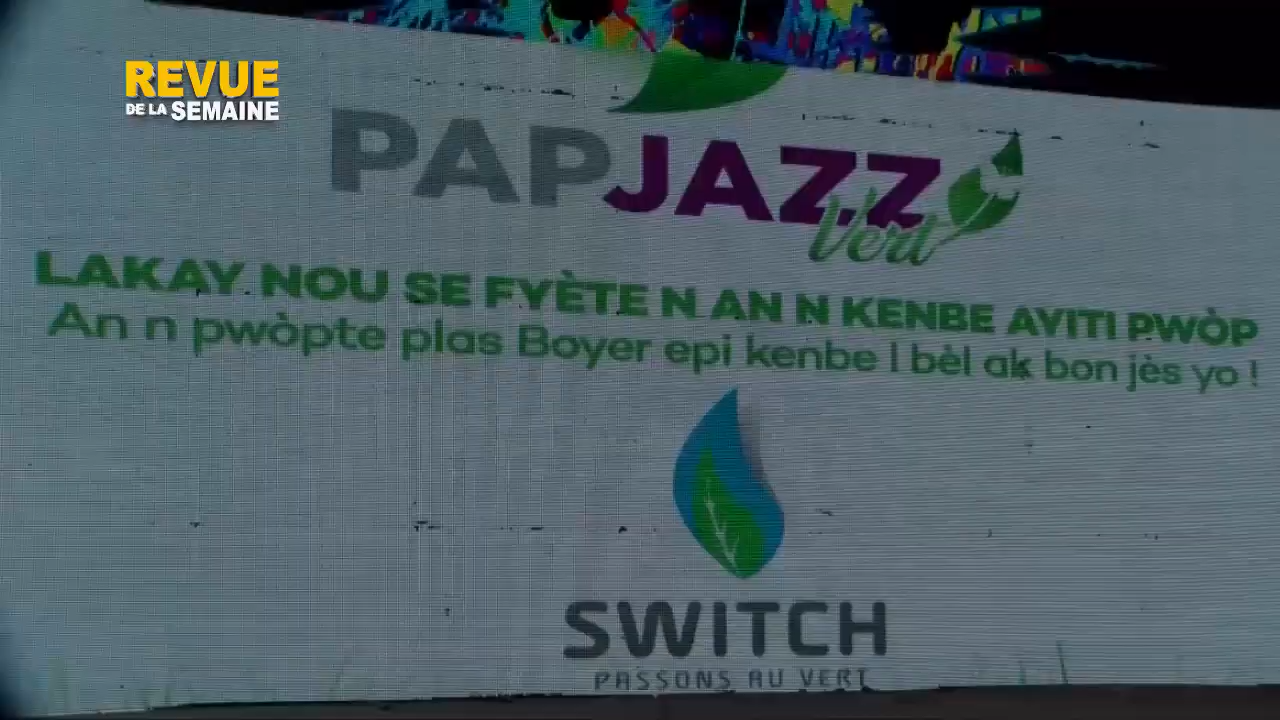 REVUE
DE LA SEMAINE
PAPJAZZ
Vert
LAKAY NOU SE FYÈTE N AN N KENBE AYITI PWÒP
An n pwòpte plas Boyer epi kenbe l bèl ak bon jès yo !
SWITCH
PASSONS AU VERT